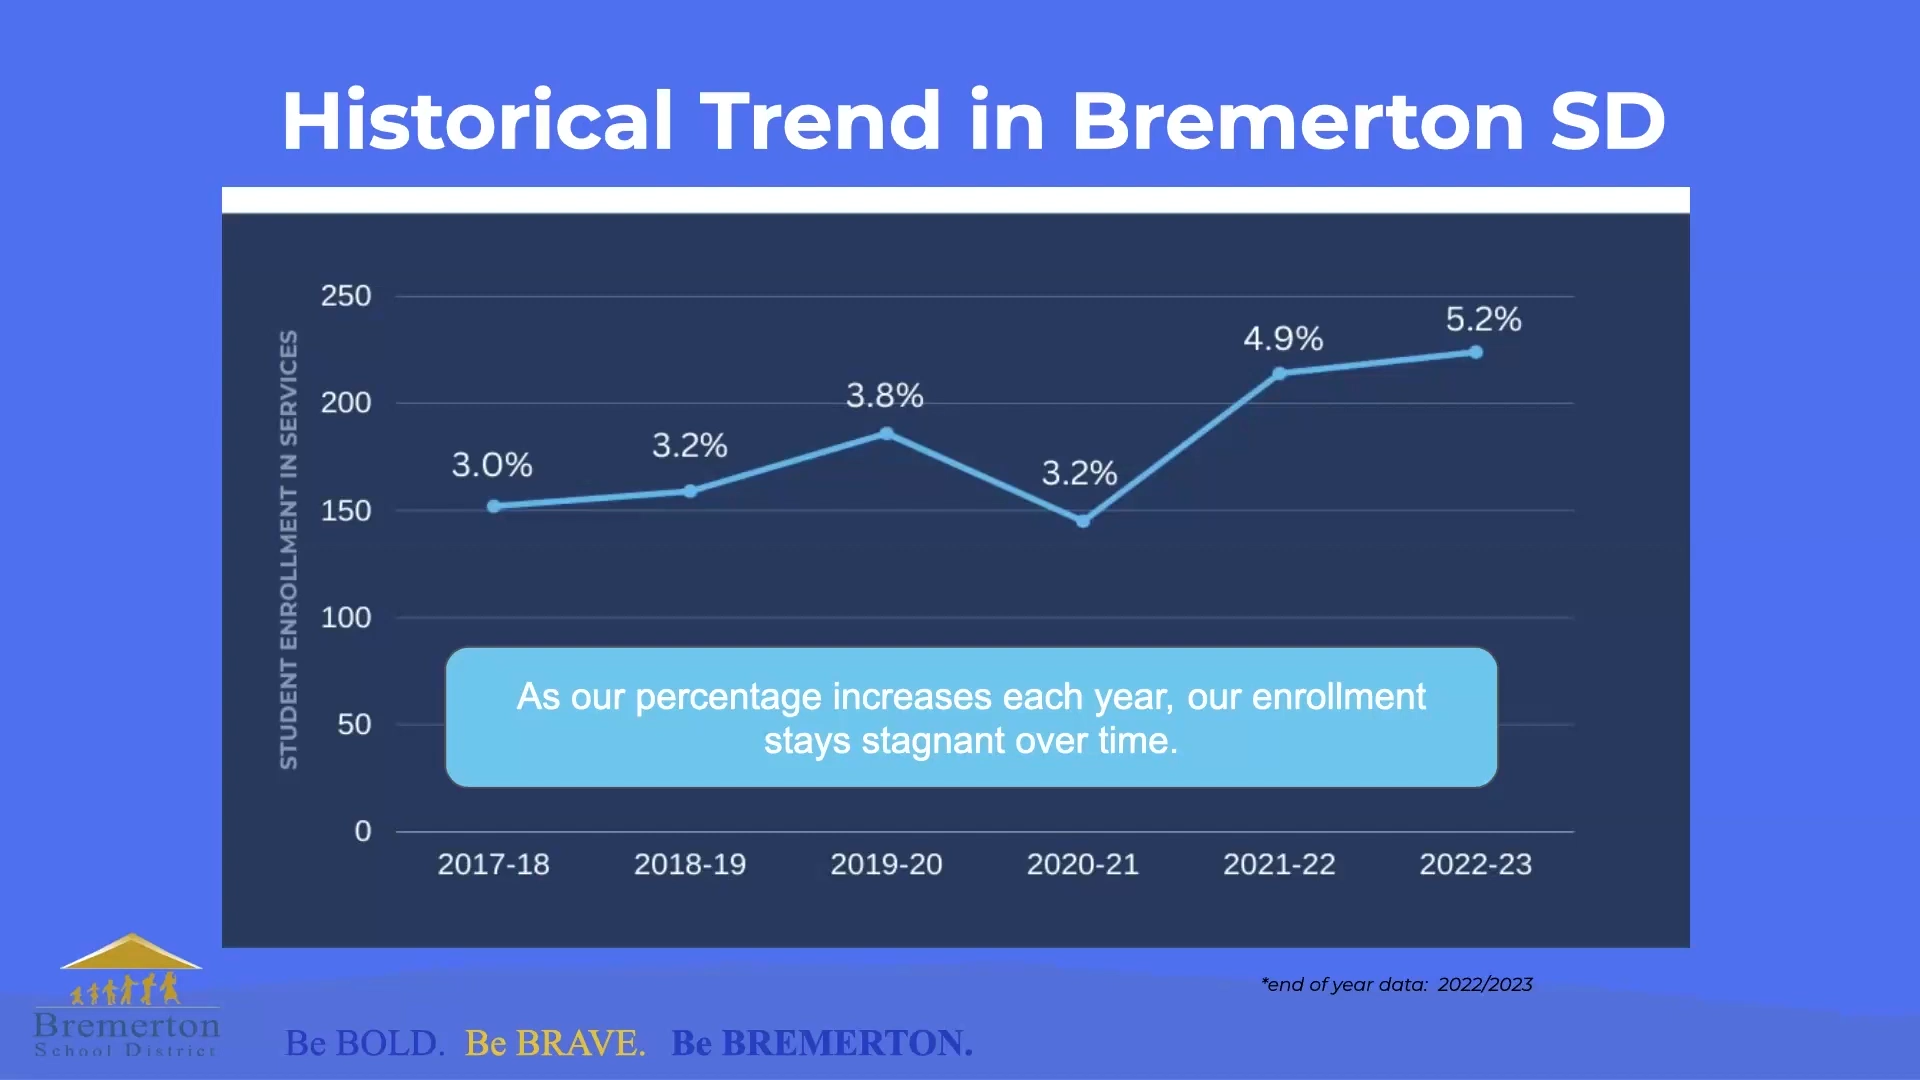 Historical Trend in Bremerton SD
STUDENT ENROLLMENT IN SERVICES
250
200
150
100
50
0
3.0%
3.2%
3.8%
3.2%
4.9%
5.2%
As our percentage increases each year, our enrollment
stays stagnant over time.
2017-18
2018-19
2019-20
2020-21
2021-22
2022-23
*end of year data: 2022/2023
Bremerton
School District
Be BOLD. Be BRAVE. Be BREMERTON.